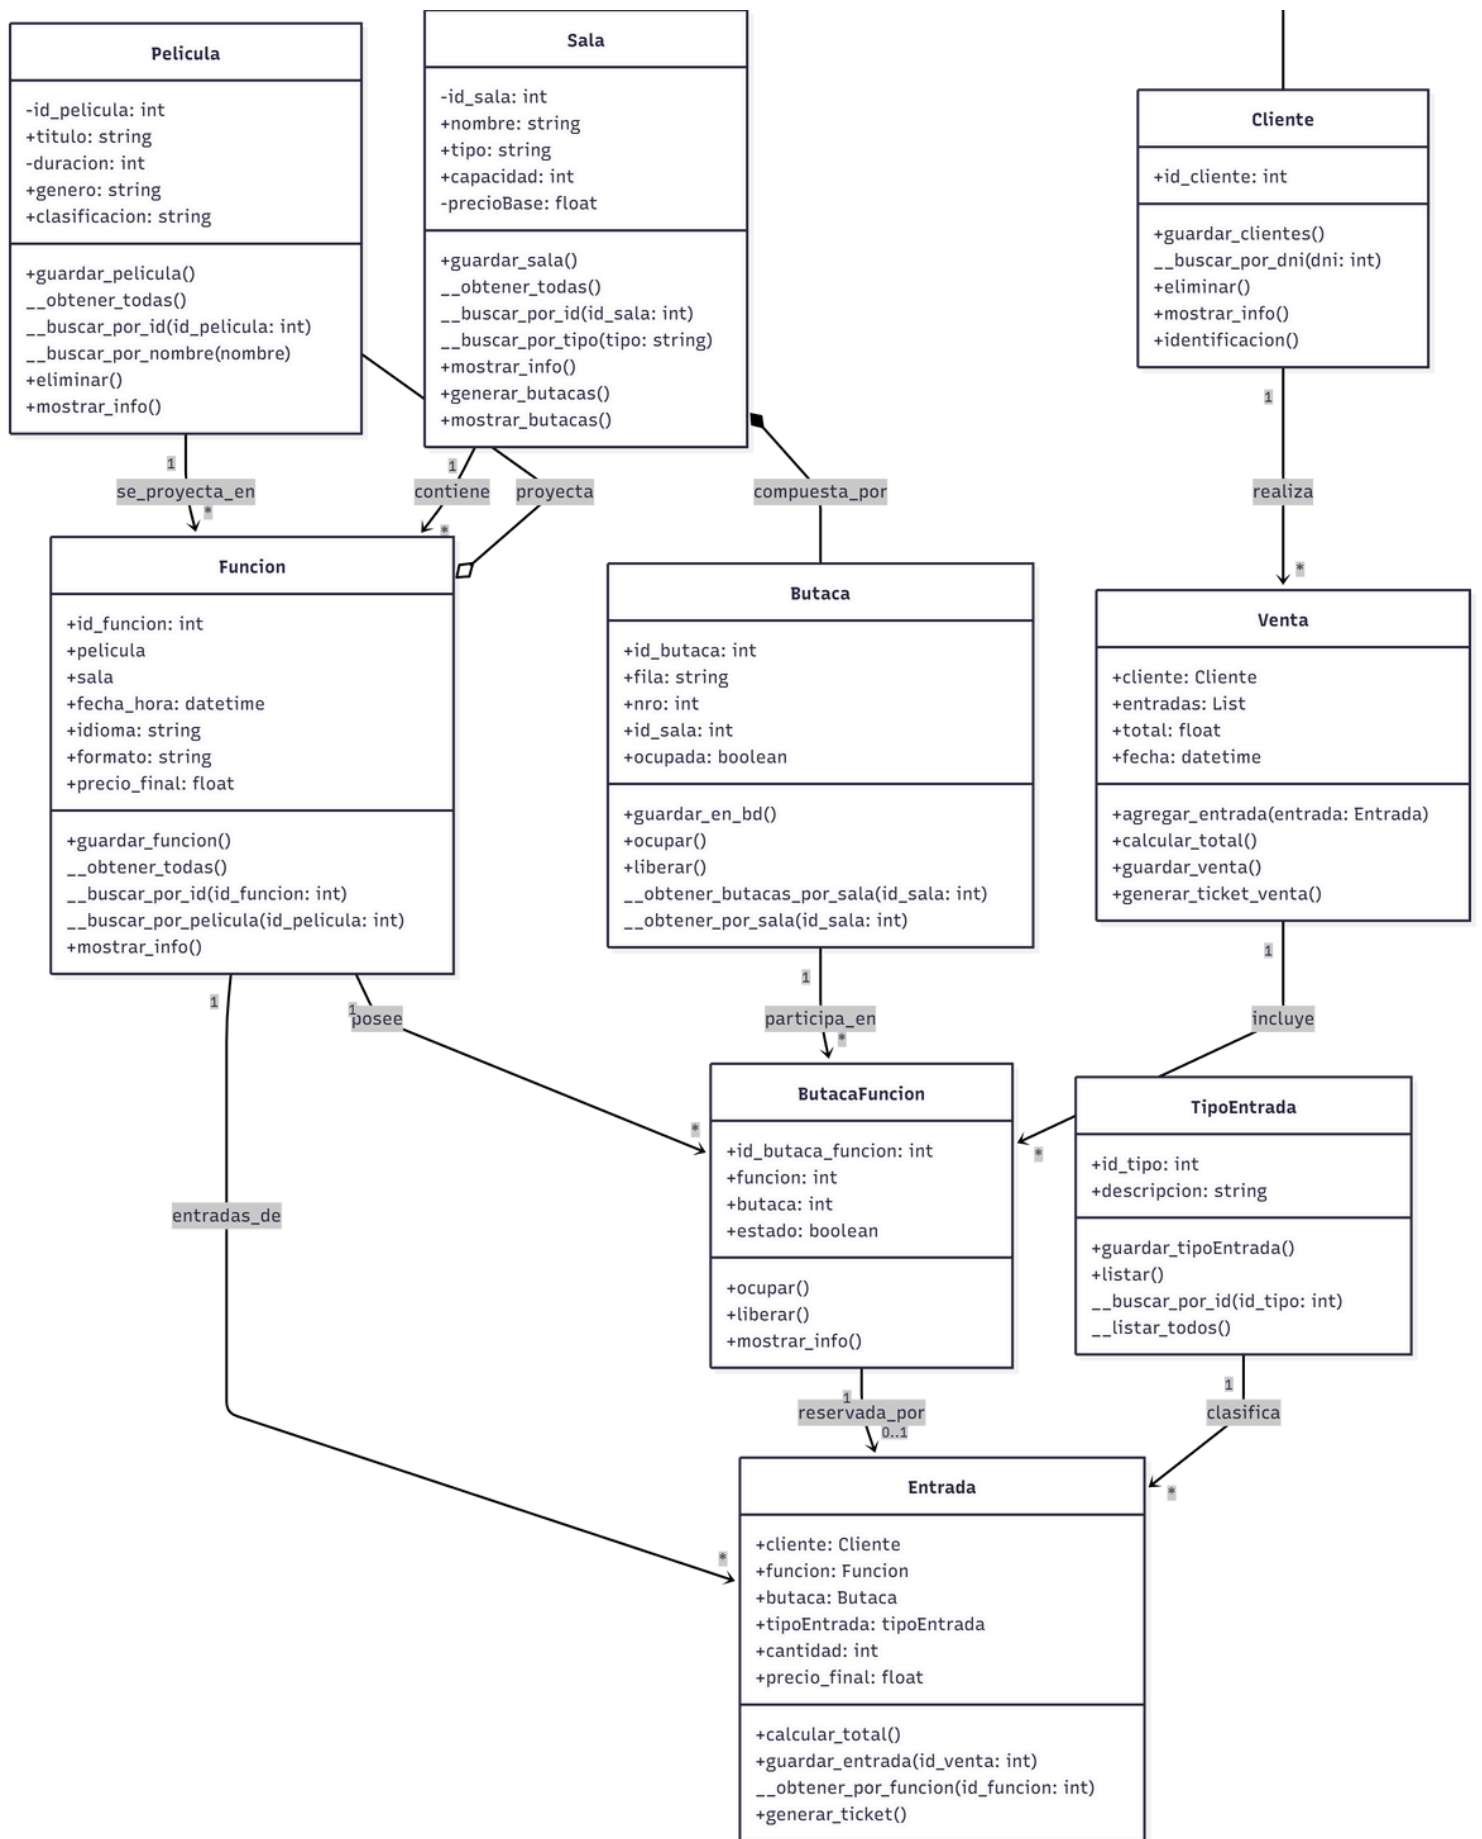 Pelicula
-id_pelicula: int
+titulo: string
-duracion: int
+genero: string
+clasificacion: string
+guardar_pelicula()
__obtener_todas()
__buscar_por_id(id_pelicula: int)
__buscar_por_nombre(nombre)
+eliminar()
+mostrar_info()
Sala
-id_sala: int
+nombre: string
+tipo: string
+capacidad: int
-precioBase: float
+guardar_sala()
__obtener_todas()
__buscar_por_id(id_sala: int)
__buscar_por_tipo(tipo: string)
+mostrar_info()
+generar_butacas()
+mostrar_butacas()
Cliente
+id_cliente: int
+guardar_clientes()
__buscar_por_dni(dni: int)
+eliminar()
+mostrar_info()
+identificacion()
1
se_proyecta_en
*
1
contiene
*
proyecta
compuesta_por
1
realiza
*
Funcion
+id_funcion: int
+pelicula
+sala
+fecha_hora: datetime
+idioma: string
+formato: string
+precio_final: float
+guardar_funcion()
__obtener_todas()
__buscar_por_id(id_funcion: int)
__buscar_por_pelicula(id_pelicula: int)
+mostrar_info()
Butaca
+id_butaca: int
+fila: string
+nro: int
+id_sala: int
+ocupada: boolean
+guardar_en_bd()
+ocupar()
+liberar()
__obtener_butacas_por_sala(id_sala: int)
__obtener_por_sala(id_sala: int)
Venta
+cliente: Cliente
+entradas: List
+total: float
+fecha: datetime
+agregar_entrada(entrada: Entrada)
+calcular_total()
+guardar_venta()
+generar_ticket_venta()
1
entradas_de
*
1
posee
*
1
participa_en
*
1
incluye
*
ButacaFuncion
+id_butaca_funcion: int
+funcion: int
+butaca: int
+estado: boolean
+ocupar()
+liberar()
+mostrar_info()
TipoEntrada
+id_tipo: int
+descripcion: string
+guardar_tipoEntrada()
+listar()
__buscar_por_id(id_tipo: int)
__listar_todos()
1
reservada_por
0..1
1
clasifica
*
Entrada
+cliente: Cliente
+funcion: Funcion
+butaca: Butaca
+tipoEntrada: tipoEntrada
+cantidad: int
+precio_final: float
+calcular_total()
+guardar_entrada(id_venta: int)
__obtener_por_funcion(id_funcion: int)
+generar_ticket()